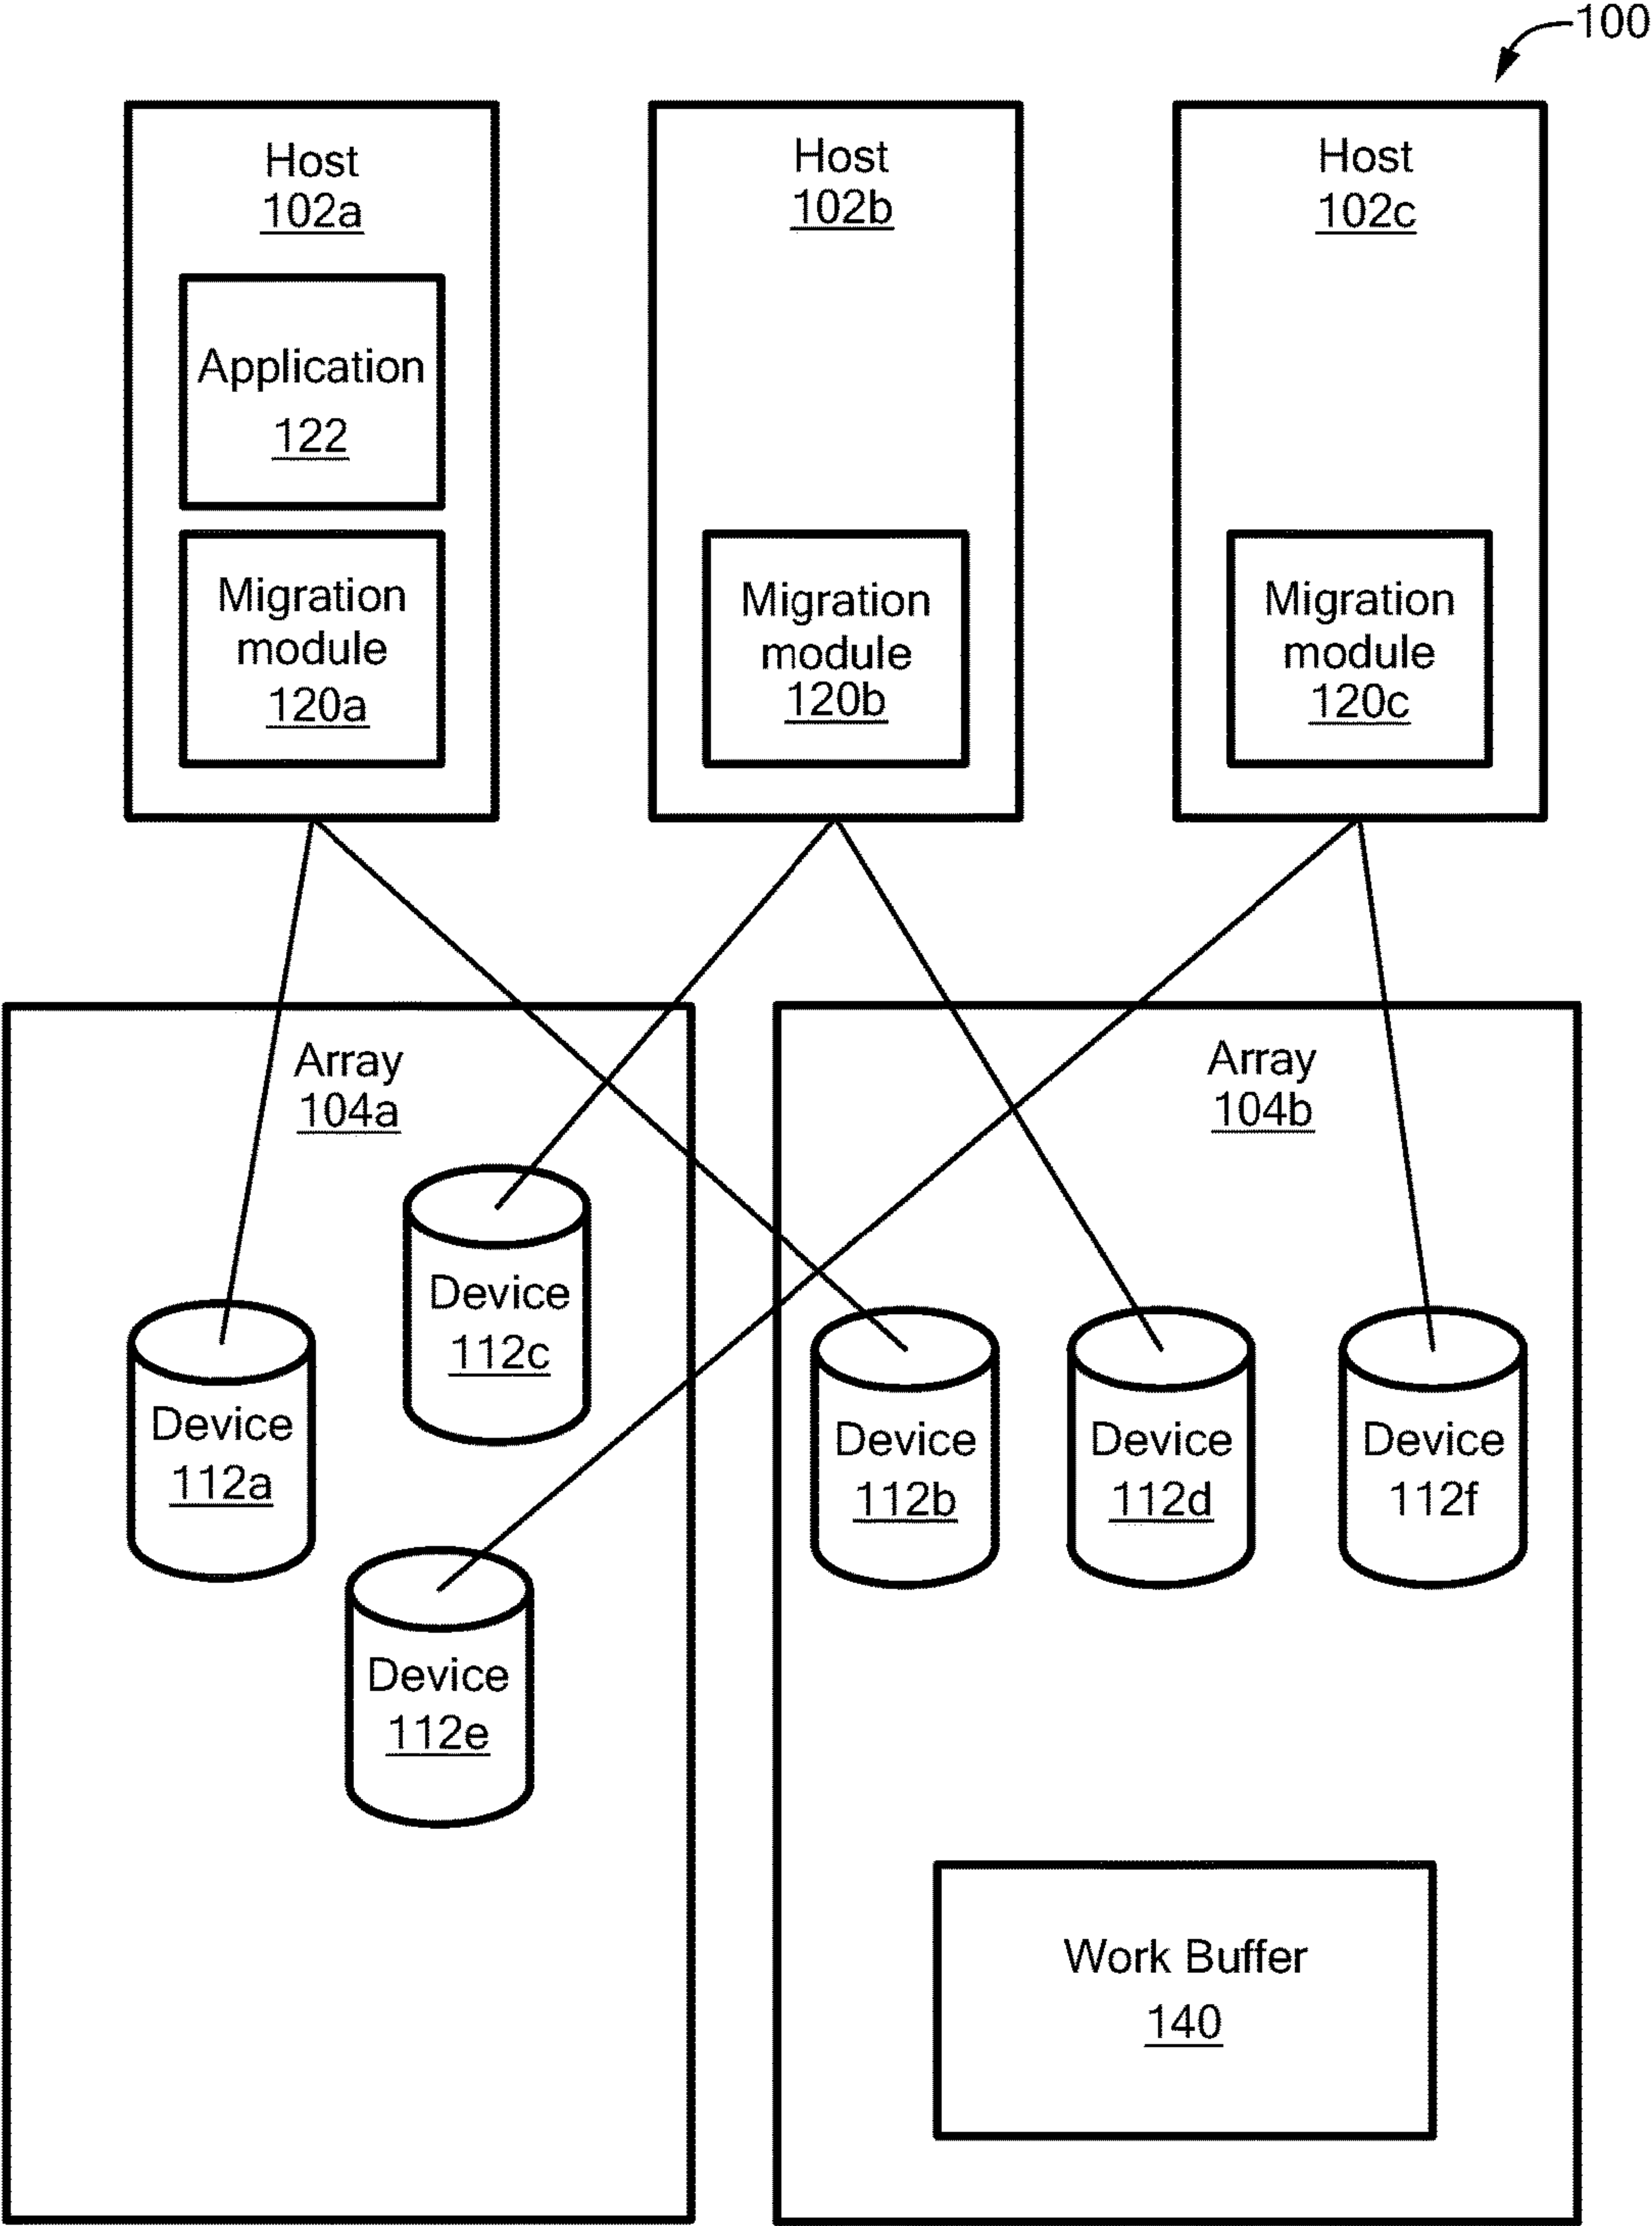 100
Host
102a
Application
122
Migration
module
120a
Host
102b
Migration
module
120b
Host
102c
Migration
module
120c
Array
104a
Device
112c
Device
112a
Device
112e
Array
104b
Device
112b
Device
112d
Device
112f
Work Buffer
140